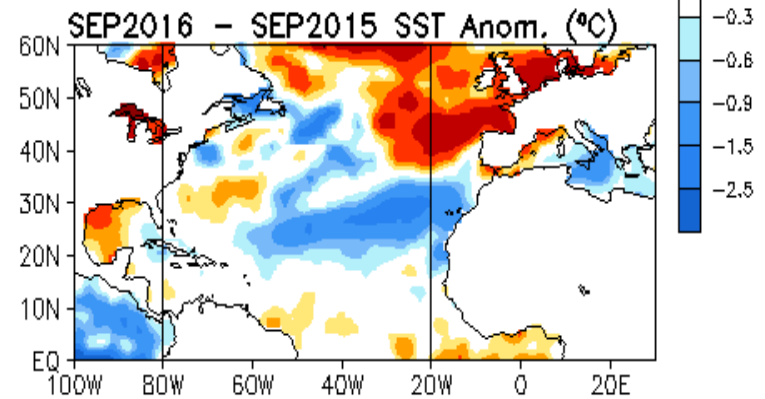 SEP2016 – SEP2015 SST Anom. (ºC)
60N
50N
40N
30N
20N
10N
EQ
100W 80W 60W 40W 20W 0 20E
-0.3
-0.6
-0.9
-1.5
-2.5